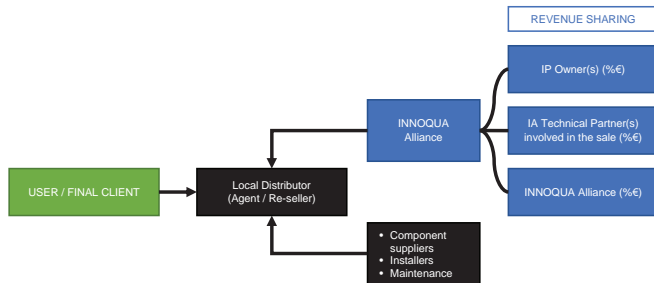 REVENUE SHARING
IP Owner(s) (%€)
INNOQUA
Alliance
IA Technical Partner(s)
involved in the sale (%€)
USER / FINAL CLIENT
Local Distributor
(Agent / Re-seller)
INNOQUA Alliance (%€)
• Component
suppliers
• Installers
• Maintenance